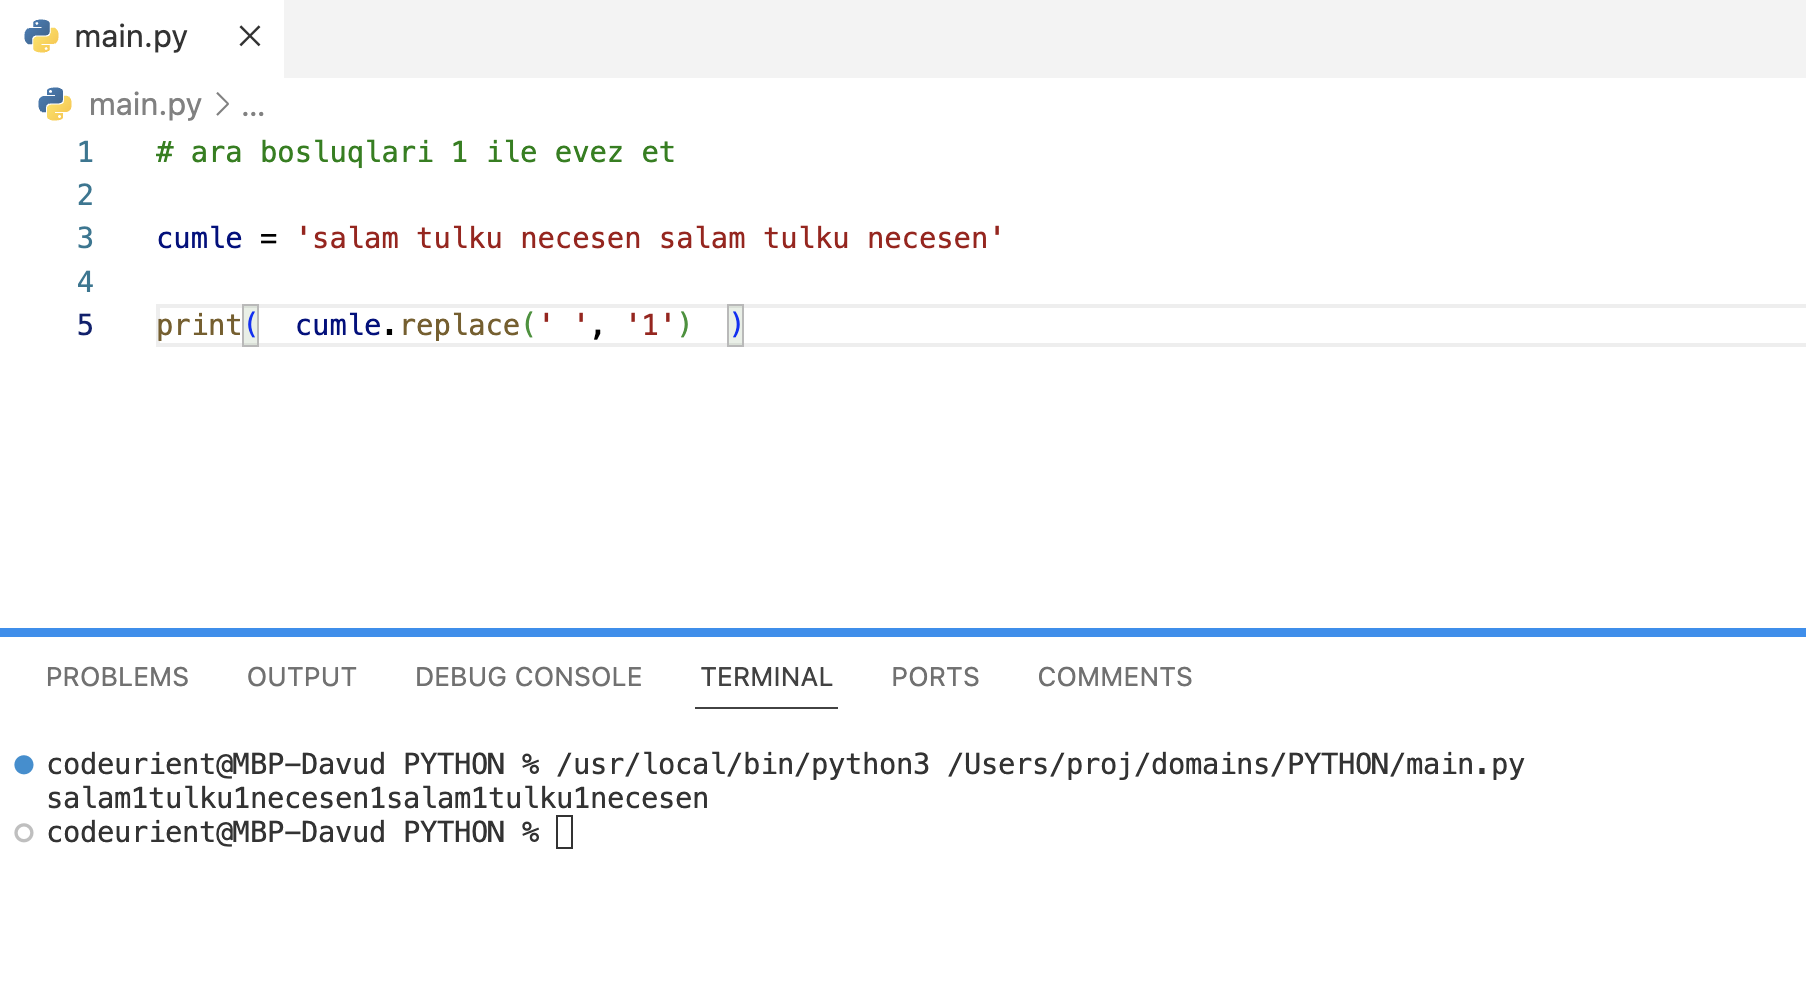 main.py
main.py > ...
1 # ara bosluqlari 1 ile evez et
2
3 cumle = 'salam tulku necesen salam tulku necesen'
4
5 print(  cumle.replace(' ', '1')  )
PROBLEMS OUTPUT DEBUG CONSOLE TERMINAL PORTS COMMENTS
codeurient@MBP-Davud PYTHON % /usr/local/bin/python3 /Users/proj/domains/PYTHON/main.py
salam1tulku1necesen1salam1tulku1necesen
codeurient@MBP-Davud PYTHON %